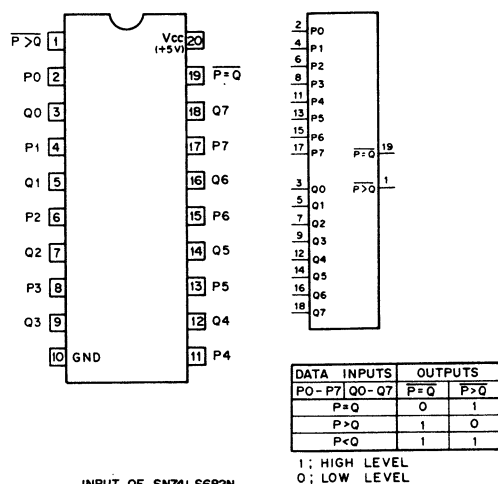 P>Q 1 Vcc 20
(+5V)
P0 2 19 P=Q
Q0 3 18 Q7
P1 4 17 P7
Q1 5 16 Q6
P2 6 15 P6
Q2 7 14 Q5
P3 8 13 P5
Q3 9 12 Q4
10 GND 11 P4
2 P0
4 P1
6 P2
8 P3
11 P4
13 P5
15 P6
17 P7 P=Q 19
3 Q0 P>Q 1
5 Q1
7 Q2
9 Q3
12 Q4
14 Q5
16 Q6
18 Q7
DATA INPUTS OUTPUTS
P0-P7 Q0-Q7 P=Q P>Q
P=Q 0 1
P>Q 1 0
P<Q 1 1
1; HIGH LEVEL
0; LOW LEVEL
INPUT OF SN74LS682N